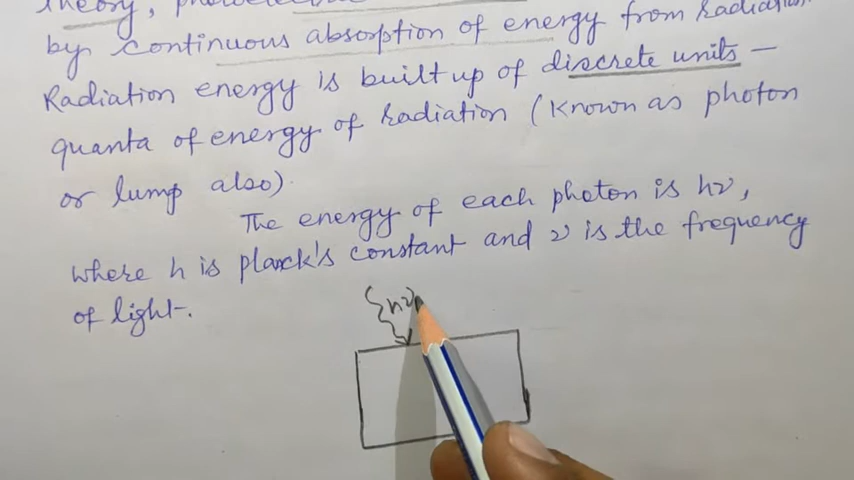 theory,
by continuous absorption of energy from radiation
Radiation energy is built up of discrete units —
quanta of energy of radiation (Known as photon
or lump also).
The energy of each photon is hν,
where h is planck's constant and ν is the frequency
of light.
hν